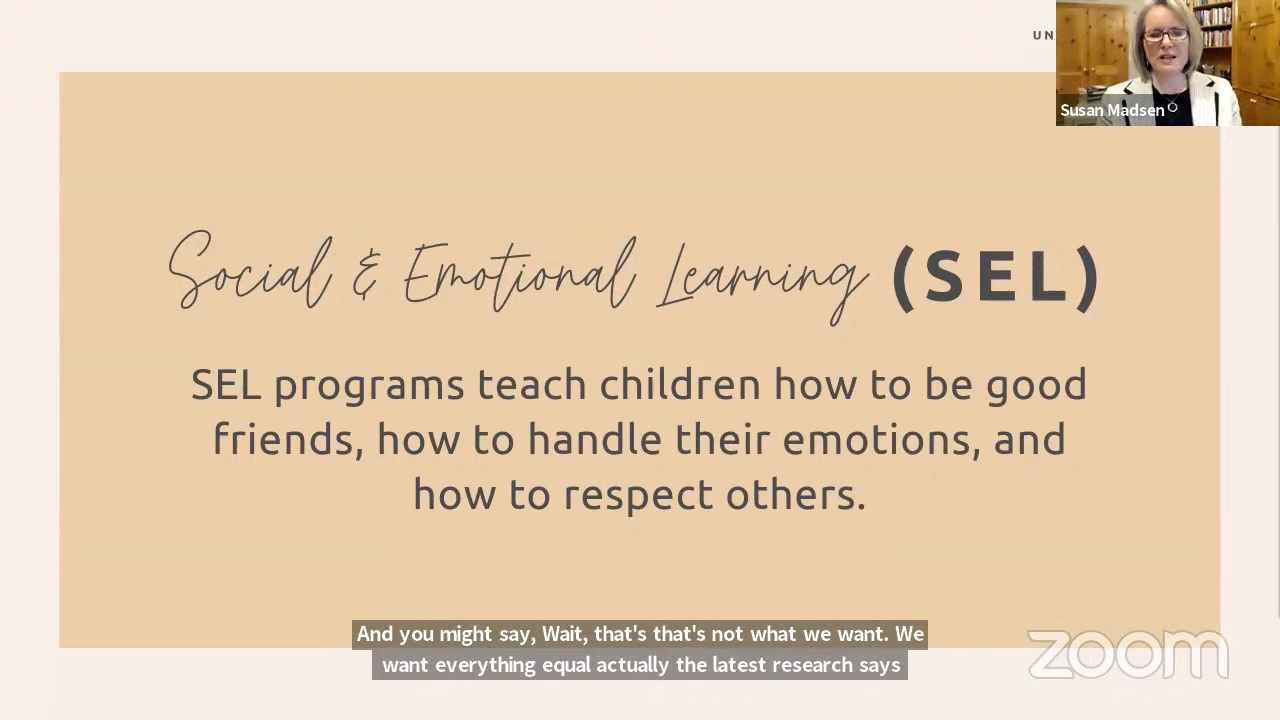 UN
Susan Madsen
Social & Emotional Learning (SEL)
SEL programs teach children how to be good
friends, how to handle their emotions, and
how to respect others.
And you might say, Wait, that's that's not what we want. We
want everything equal actually the latest research says
zoom